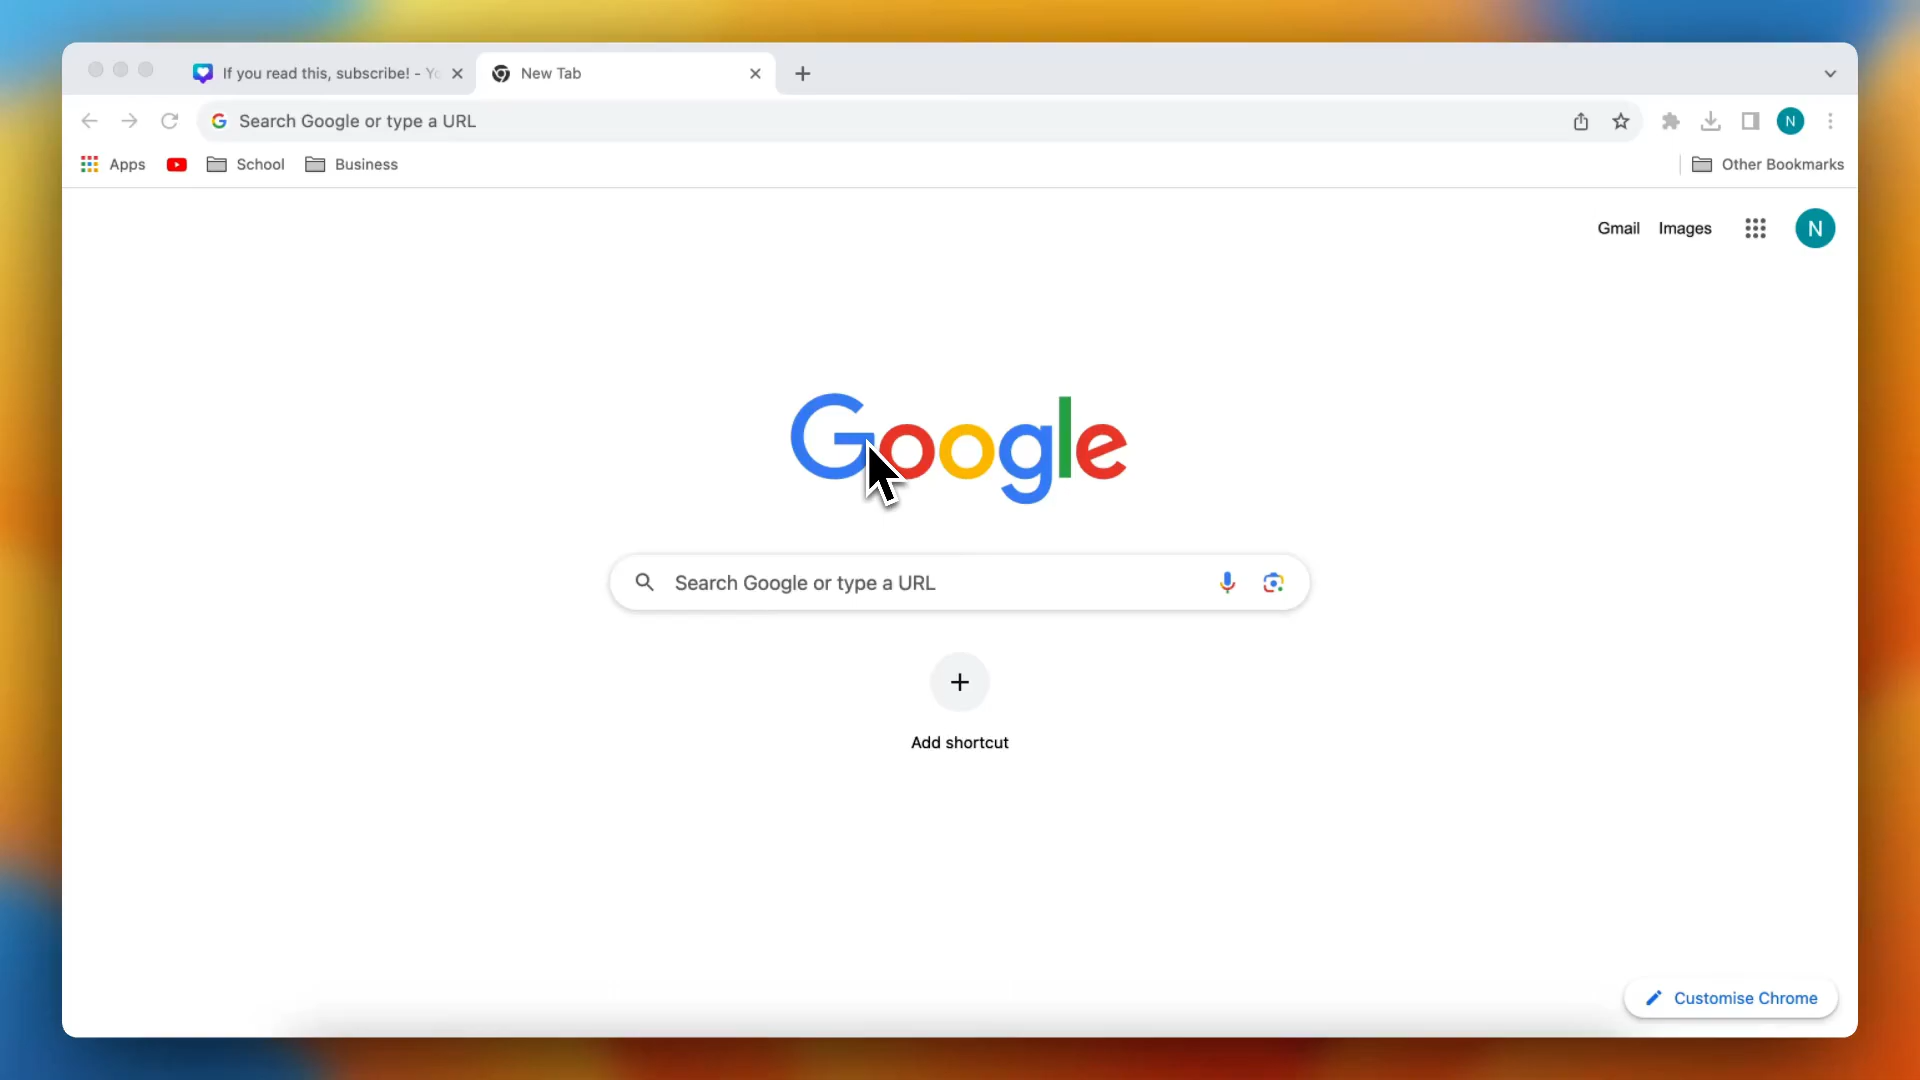 If you read this, subscribe! - Yo
New Tab
Search Google or type a URL
N
Apps
School
Business
Other Bookmarks
Gmail
Images
N
Google
Search Google or type a URL
Add shortcut
Customise Chrome